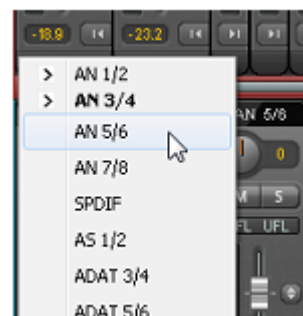 -18.9 -23.2
> AN 1/2
> AN 3/4
AN 5/6
AN 5/6
AN 7/8
0
SPDIF
M S
AS 1/2
FL UFL
ADAT 3/4
ADAT 5/6